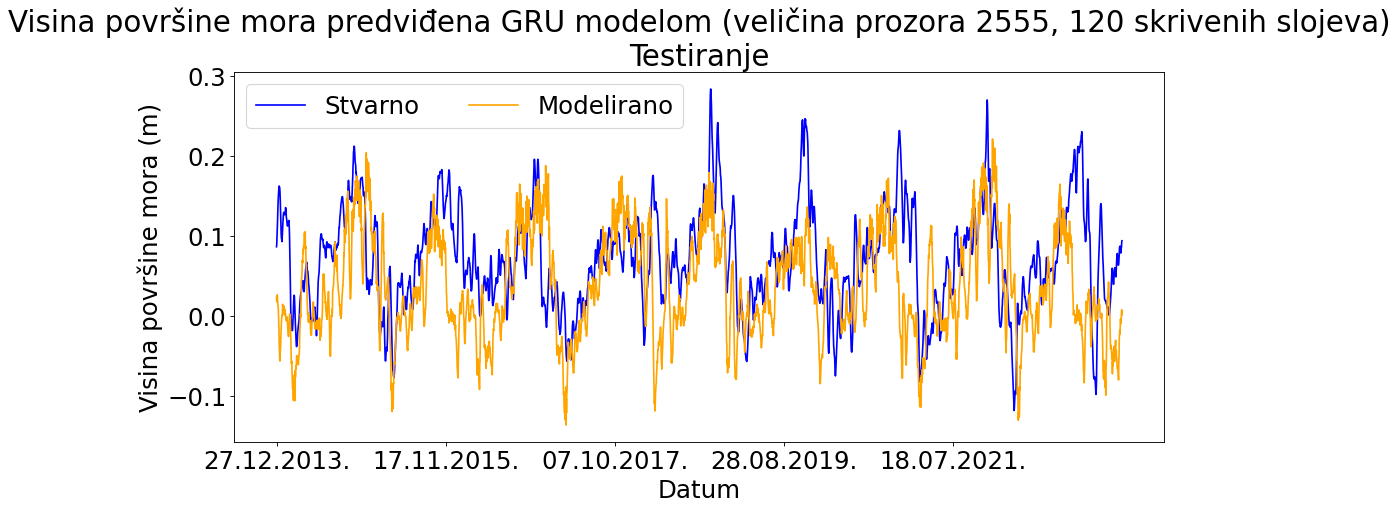 Visina površine mora predviđena GRU modelom (veličina prozora 2555, 120 skrivenih slojeva)
Testiranje
Stvarno
Modelirano
Visina površine mora (m)
0.3
0.2
0.1
0.0
−0.1
27.12.2013.
17.11.2015.
07.10.2017.
28.08.2019.
18.07.2021.
Datum